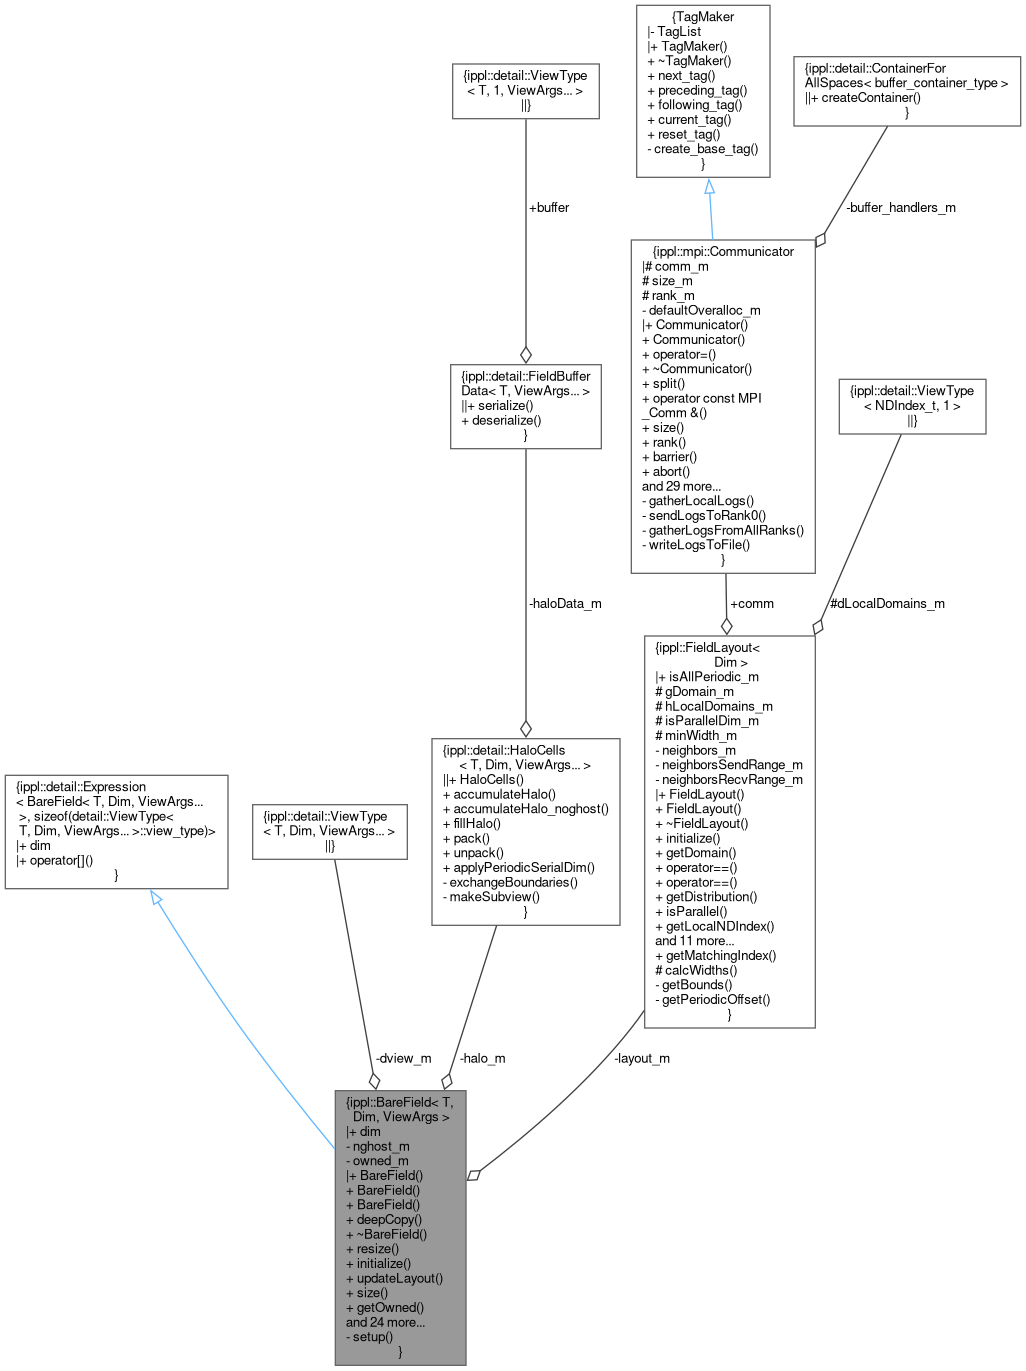 {TagMaker
|- TagList
|+ TagMaker()
+ ~TagMaker()
+ next_tag()
+ preceding_tag()
+ following_tag()
+ current_tag()
+ reset_tag()
- create_base_tag()
}
{ippl::detail::ViewType
< T, 1, ViewArgs... >
||}
{ippl::detail::ContainerFor
AllSpaces< buffer_container_type >
||+ createContainer()
}
+buffer
-buffer_handlers_m
{ippl::mpi::Communicator
|# comm_m
# size_m
# rank_m
- defaultOveralloc_m
|+ Communicator()
+ Communicator()
+ operator=()
+ ~Communicator()
+ split()
+ operator const MPI
_Comm &()
+ size()
+ rank()
+ barrier()
+ abort()
and 29 more...
- gatherLocalLogs()
- sendLogsToRank0()
- gatherLogsFromAllRanks()
- writeLogsToFile()
}
{ippl::detail::FieldBuffer
Data< T, ViewArgs... >
||+ serialize()
+ deserialize()
}
{ippl::detail::ViewType
< NDIndex_t, 1 >
||}
-haloData_m
+comm
#dLocalDomains_m
{ippl::FieldLayout<
Dim >
|+ isAllPeriodic_m
# gDomain_m
# hLocalDomains_m
# isParallelDim_m
# minWidth_m
- neighbors_m
- neighborsSendRange_m
- neighborsRecvRange_m
|+ FieldLayout()
+ FieldLayout()
+ ~FieldLayout()
+ initialize()
+ getDomain()
+ operator==()
+ operator==()
+ getDistribution()
+ isParallel()
+ getLocalNDIndex()
and 11 more...
+ getMatchingIndex()
# calcWidths()
- getBounds()
- getPeriodicOffset()
}
{ippl::detail::HaloCells
< T, Dim, ViewArgs... >
||+ HaloCells()
+ accumulateHalo()
+ accumulateHalo_noghost()
+ fillHalo()
+ pack()
+ unpack()
+ applyPeriodicSerialDim()
- exchangeBoundaries()
- makeSubview()
}
{ippl::detail::Expression
< BareField< T, Dim, ViewArgs...
>, sizeof(detail::ViewType<
T, Dim, ViewArgs... >::view_type)>
|+ dim
|+ operator[]()
}
{ippl::detail::ViewType
< T, Dim, ViewArgs... >
||}
-dview_m
-halo_m
-layout_m
{ippl::BareField< T,
Dim, ViewArgs >
|+ dim
- nghost_m
- owned_m
|+ BareField()
+ BareField()
+ BareField()
+ deepCopy()
+ ~BareField()
+ resize()
+ initialize()
+ updateLayout()
+ size()
+ getOwned()
and 24 more...
- setup()
}